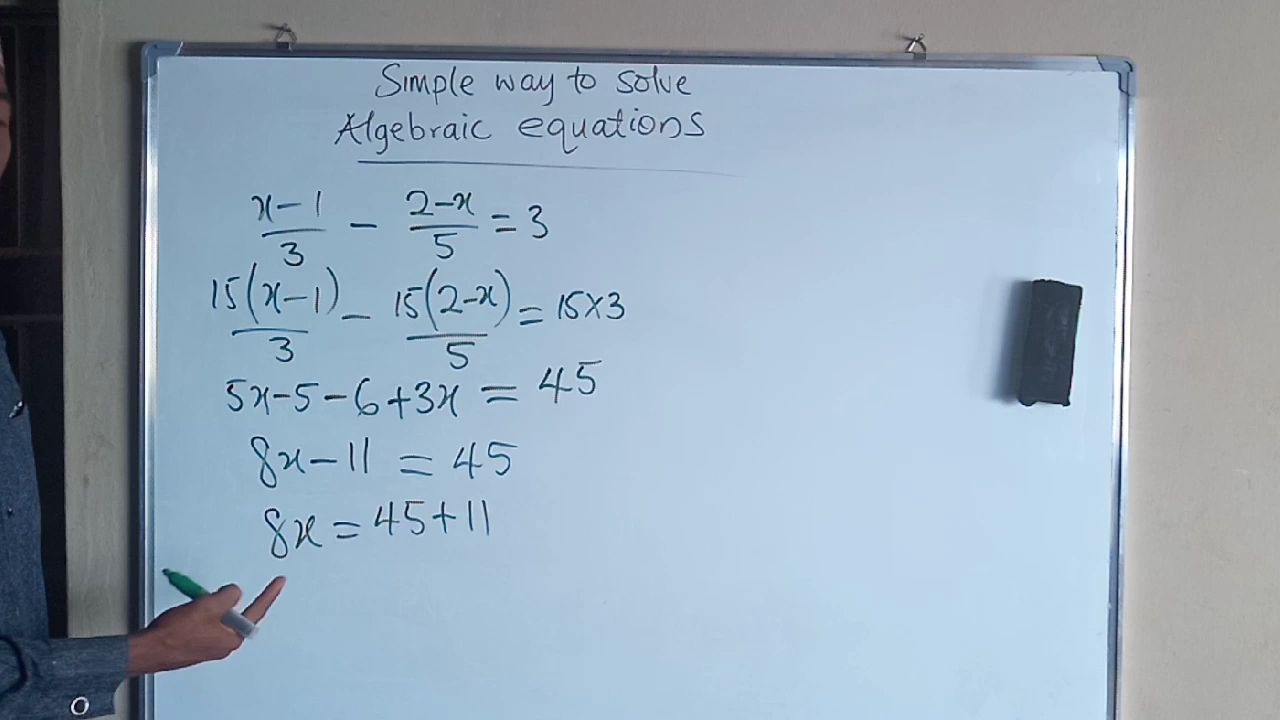 Simple way to solve
Algebraic equations
x-1/3 - 2-x/5 = 3
15(x-1)/3 - 15(2-x)/5 = 15×3
5x-5-6+3x = 45
8x-11 = 45
8x = 45+11